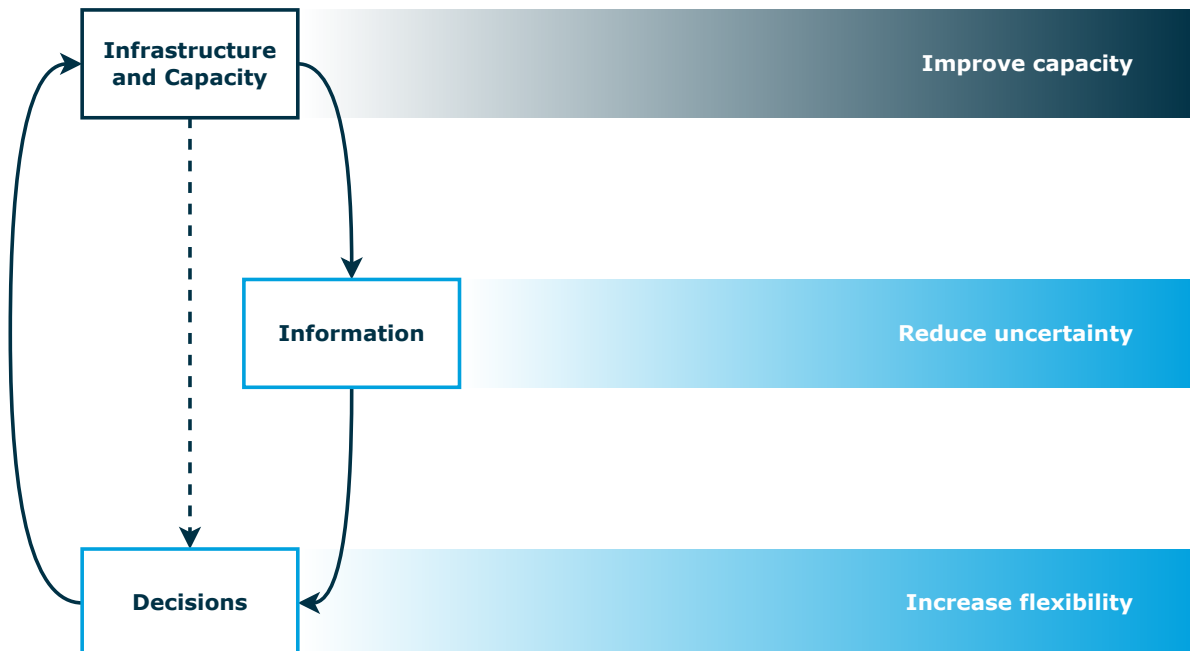 Infrastructure
and Capacity
Improve capacity
Information
Reduce uncertainty
Decisions
Increase flexibility